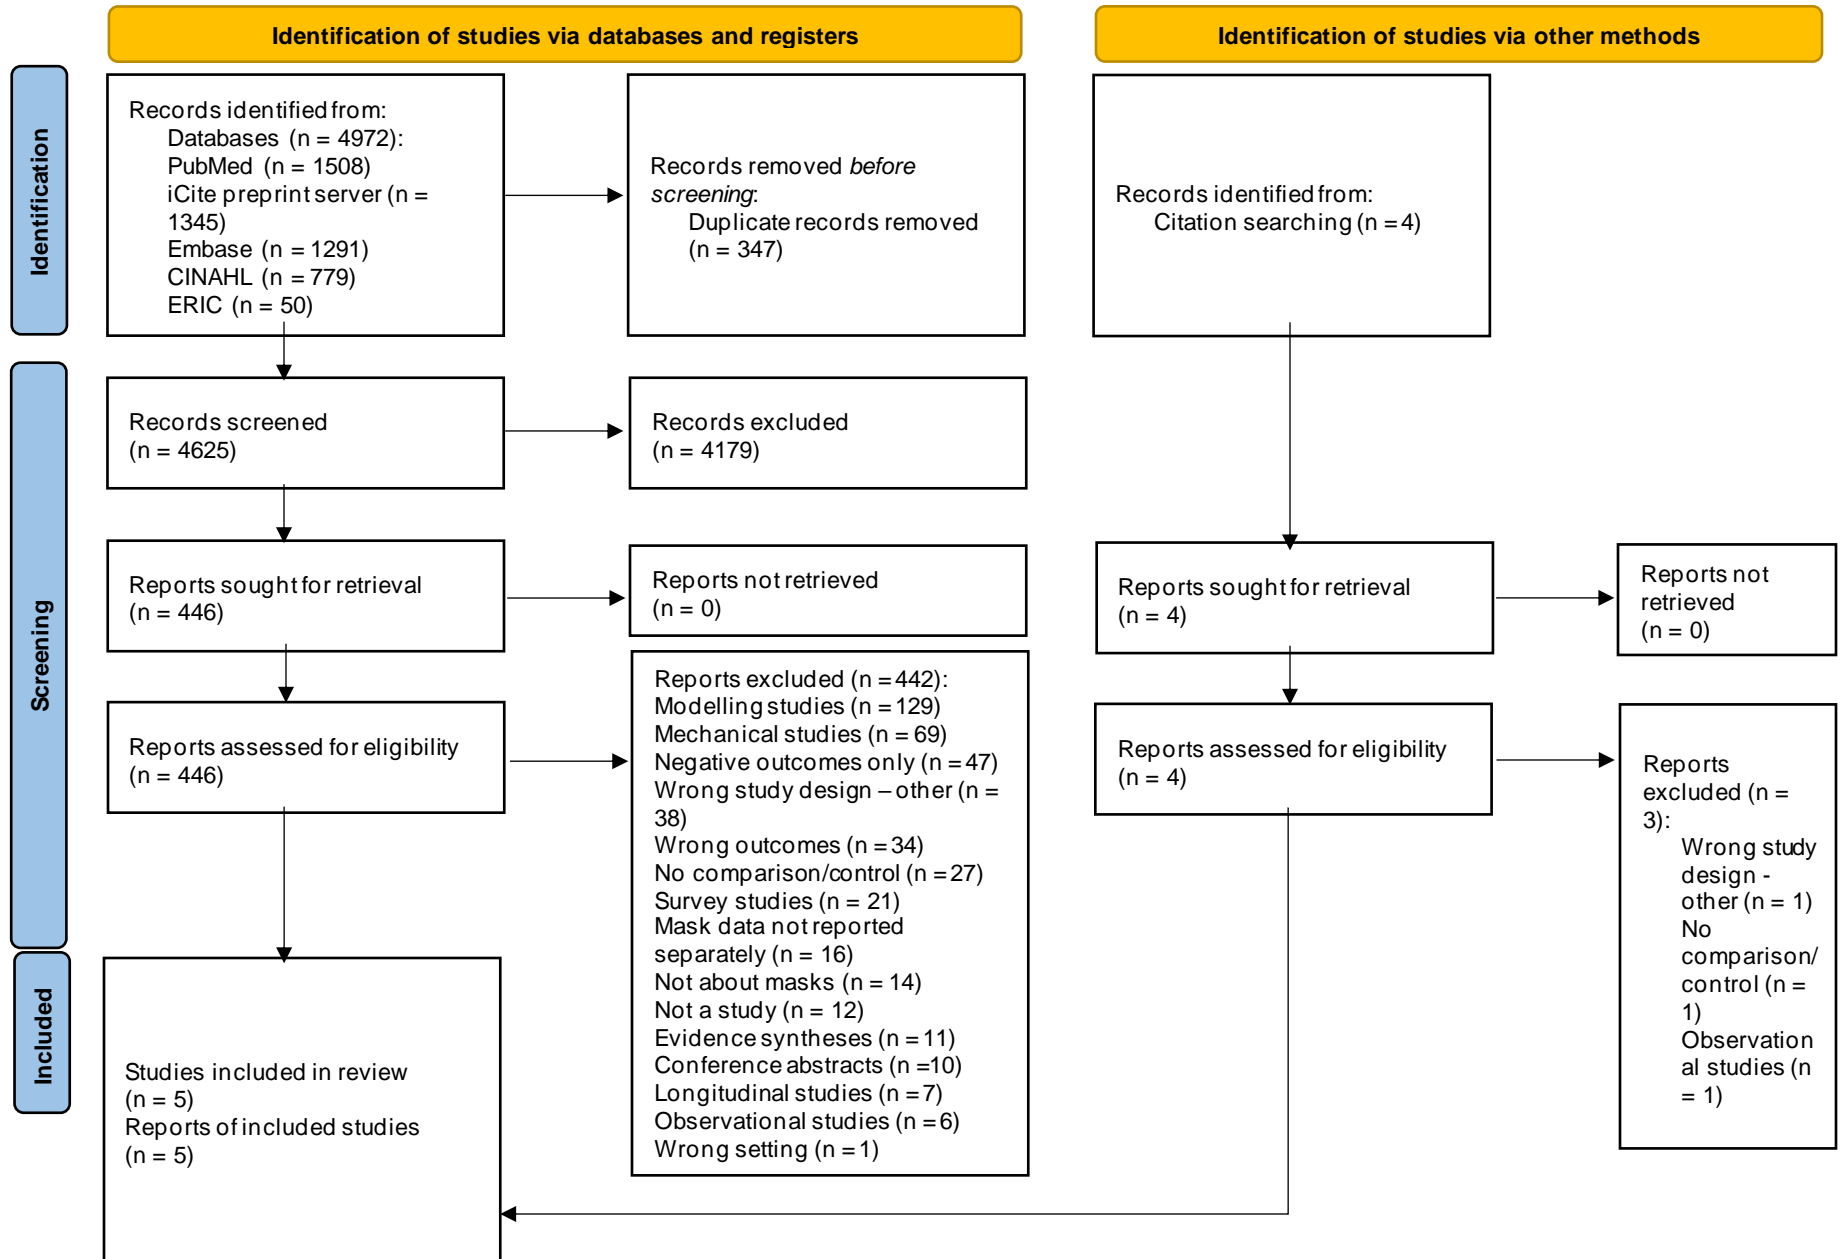 Identification of studies via databases and registers
Identification of studies via other methods
Identification
Records identified from:
Databases (n = 4972):
PubMed (n = 1508)
iCite preprint server (n =
1345)
Embase (n = 1291)
CINAHL (n = 779)
ERIC (n = 50)
Records removed before
screening:
Duplicate records removed
(n = 347)
Records identified from:
Citation searching (n = 4)
Screening
Records screened
(n = 4625)
Records excluded
(n = 4179)
Reports sought for retrieval
(n = 446)
Reports not retrieved
(n = 0)
Reports sought for retrieval
(n = 4)
Reports not
retrieved
(n = 0)
Reports assessed for eligibility
(n = 446)
Reports excluded (n = 442):
Modelling studies (n = 129)
Mechanical studies (n = 69)
Negative outcomes only (n = 47)
Wrong study design – other (n =
38)
Wrong outcomes (n = 34)
No comparison/control (n = 27)
Survey studies (n = 21)
Mask data not reported
separately (n = 16)
Not about masks (n = 14)
Not a study (n = 12)
Evidence syntheses (n = 11)
Conference abstracts (n =10)
Longitudinal studies (n = 7)
Observational studies (n = 6)
Wrong setting (n = 1)
Reports assessed for eligibility
(n = 4)
Reports
excluded (n =
3):
Wrong study
design -
other (n = 1)
No
comparison/
control (n =
1)
Observation
al studies (n
= 1)
Included
Studies included in review
(n = 5)
Reports of included studies
(n = 5)